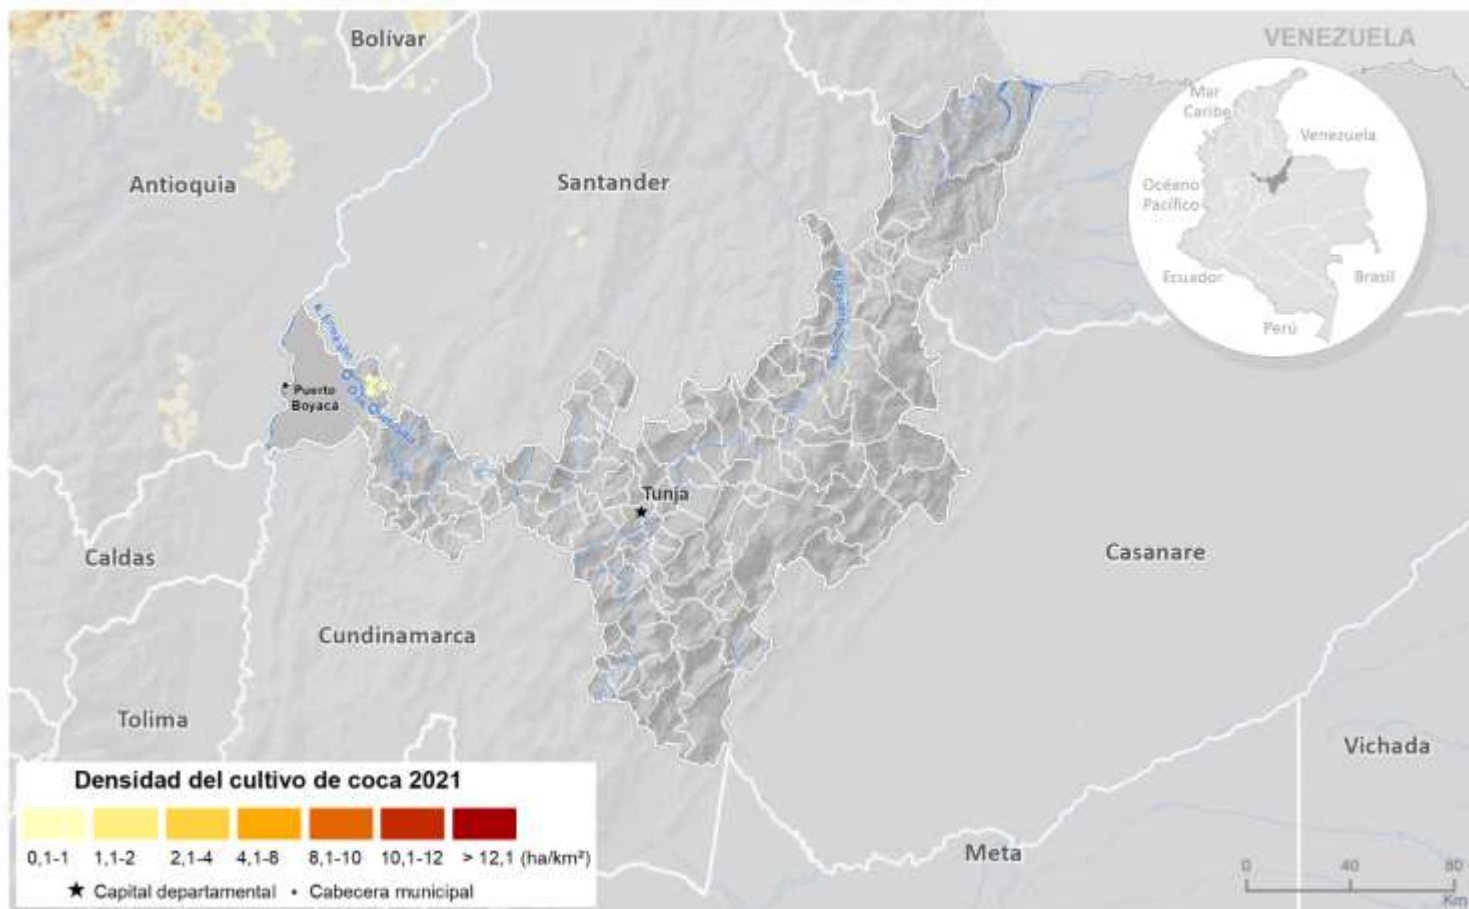 Bolívar
VENEZUELA
Mar
Caribe
Venezuela
Antioquia
Santander
Océano
Pacífico
Ecuador
Brasil
Perú
Puerto
Boyacá
Tunja
Caldas
Casanare
Cundinamarca
Tolima
Vichada
Meta
Densidad del cultivo de coca 2021
0,1-1 1,1-2 2,1-4 4,1-8 8,1-10 10,1-12 > 12,1 (ha/km²)
Capital departamental Cabecera municipal
0 40 80
Km